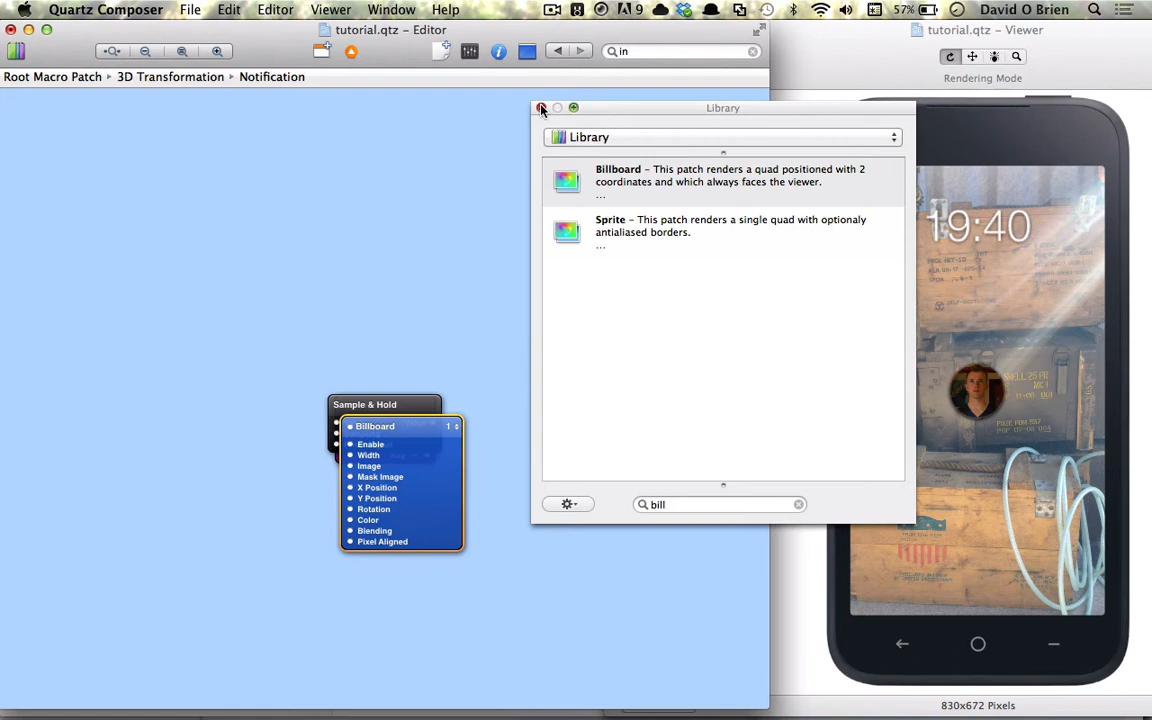 Quartz Composer File Edit Editor Viewer Window Help 9 57% David O Brien
tutorial.qtz - Editor
in
Root Macro Patch 3D Transformation Notification
tutorial.qtz - Viewer
Rendering Mode
Library
Library
Billboard - This patch renders a quad positioned with 2
coordinates and which always faces the viewer.
...
Sprite - This patch renders a single quad with optionaly
antialiased borders.
...
bill
Sample & Hold
Billboard 1
Enable
Width
Image
Mask Image
X Position
Y Position
Rotation
Color
Blending
Pixel Aligned
19:40
830x672 Pixels